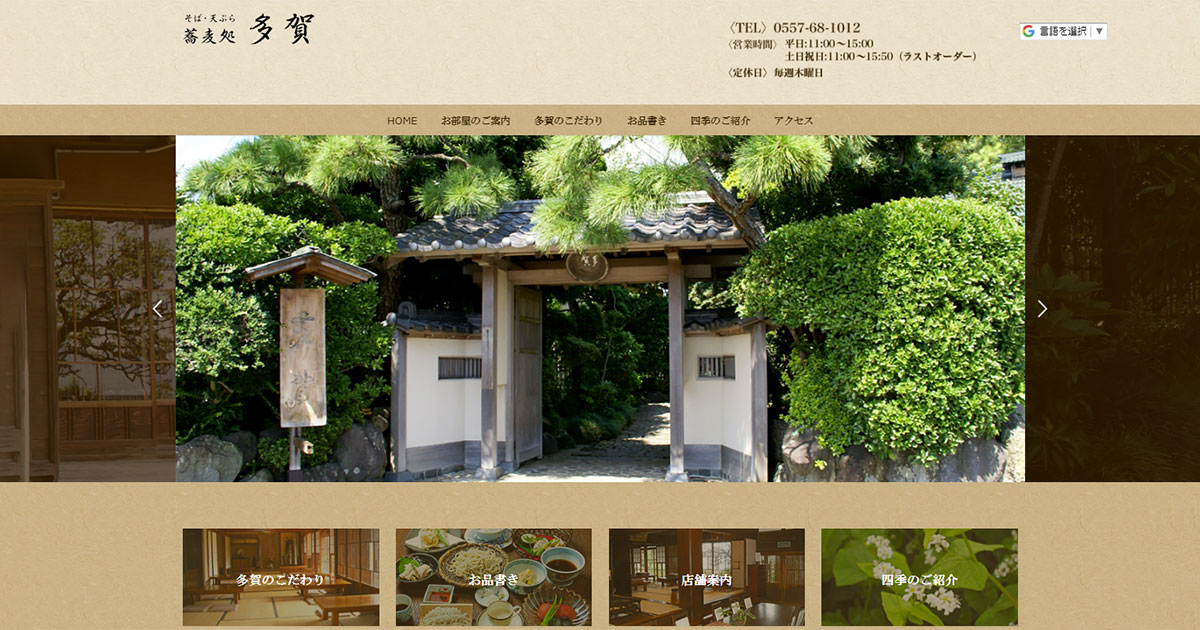 そば・天ぷら
蕎麦処 多賀
〈TEL〉0557-68-1012
〈営業時間〉平日:11:00〜15:00
土日祝日:11:00〜15:50（ラストオーダー）
〈定休日〉毎週木曜日
言語を選択 ▼
HOME お部屋のご案内 多賀のこだわり お品書き 四季のご紹介 アクセス
多賀のこだわり お品書き 店舗案内 四季のご紹介